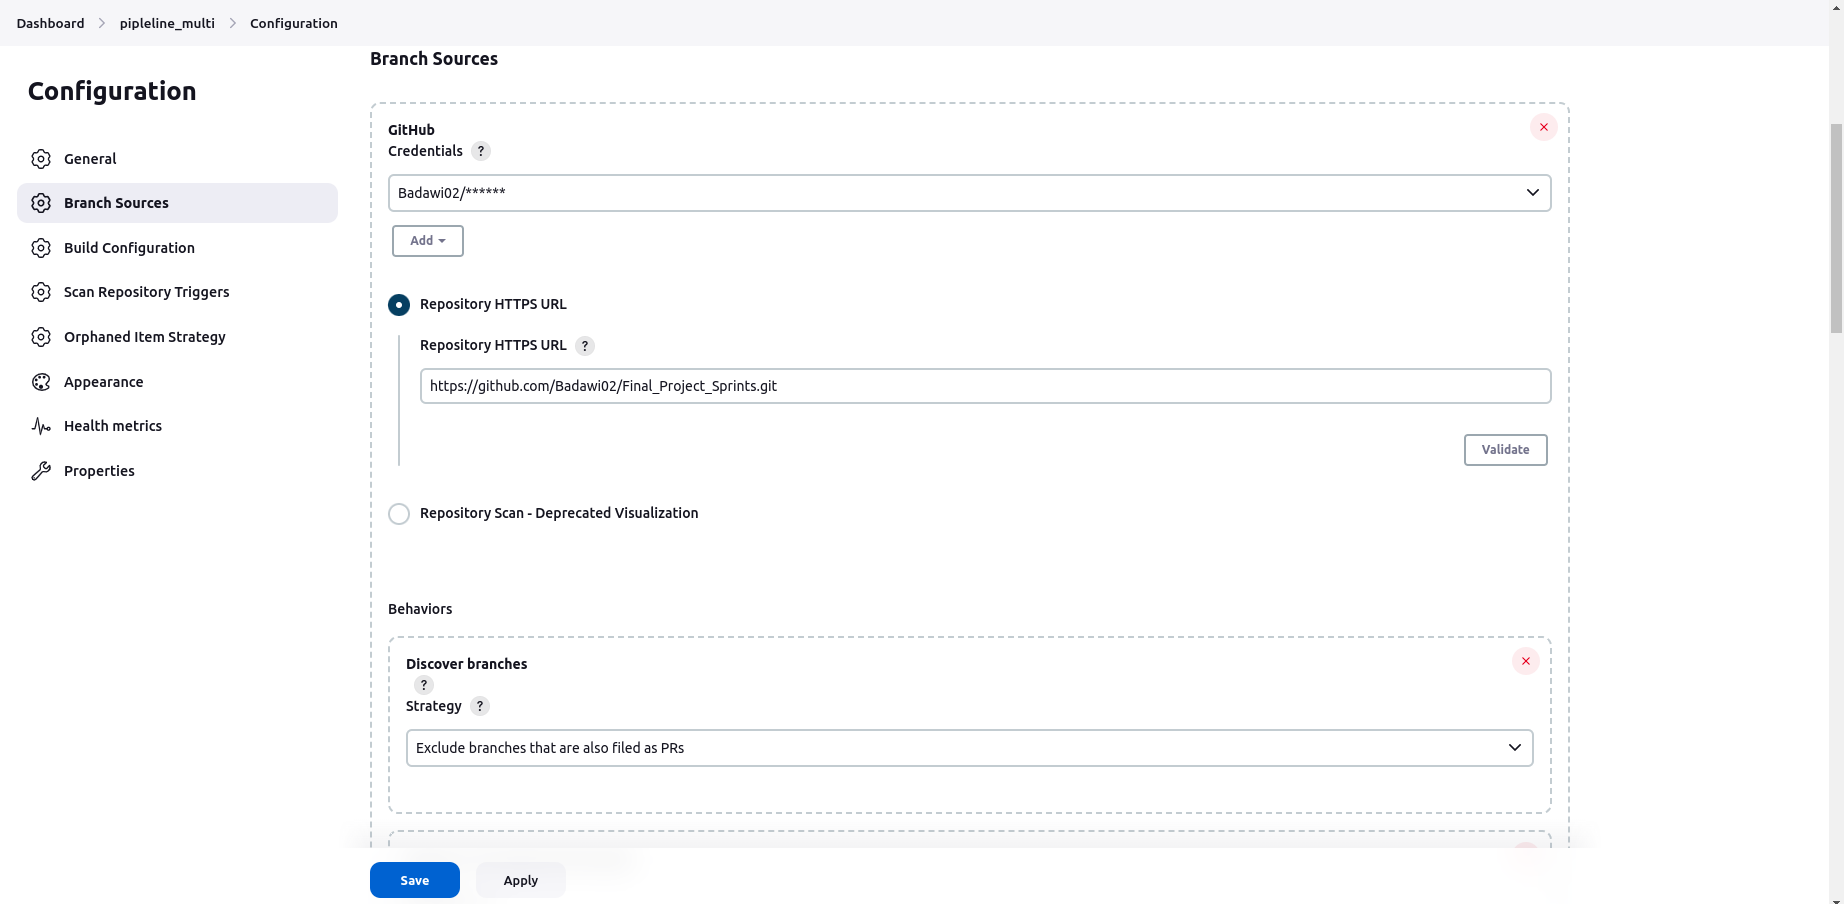 Dashboard > pipleline_multi > Configuration
Configuration
General
Branch Sources
Build Configuration
Scan Repository Triggers
Orphaned Item Strategy
Appearance
Health metrics
Properties
Branch Sources
GitHub
Credentials ?
Badawi02/******
Add
Repository HTTPS URL
Repository HTTPS URL ?
https://github.com/Badawi02/Final_Project_Sprints.git
Validate
Repository Scan - Deprecated Visualization
Behaviors
Discover branches
?
Strategy ?
Exclude branches that are also filed as PRs
Save Apply